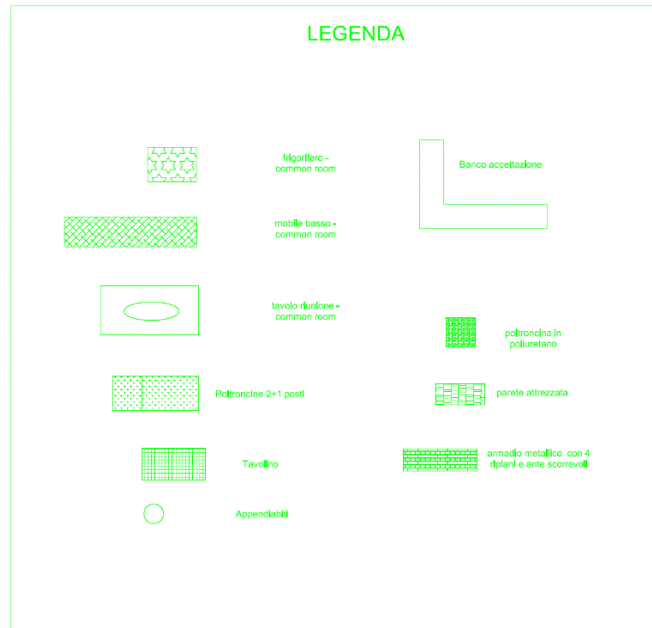 LEGENDA
frigorifero -
common room
mobile basso -
common room
tavolo riunione -
common room
Poltroncine 2+1 posti
Tavolino
Appendiabiti
Banco accettazione
poltroncina in
poliuretano
parete attrezzata
armadio metallico con 4
ripiani e ante scorrevoli